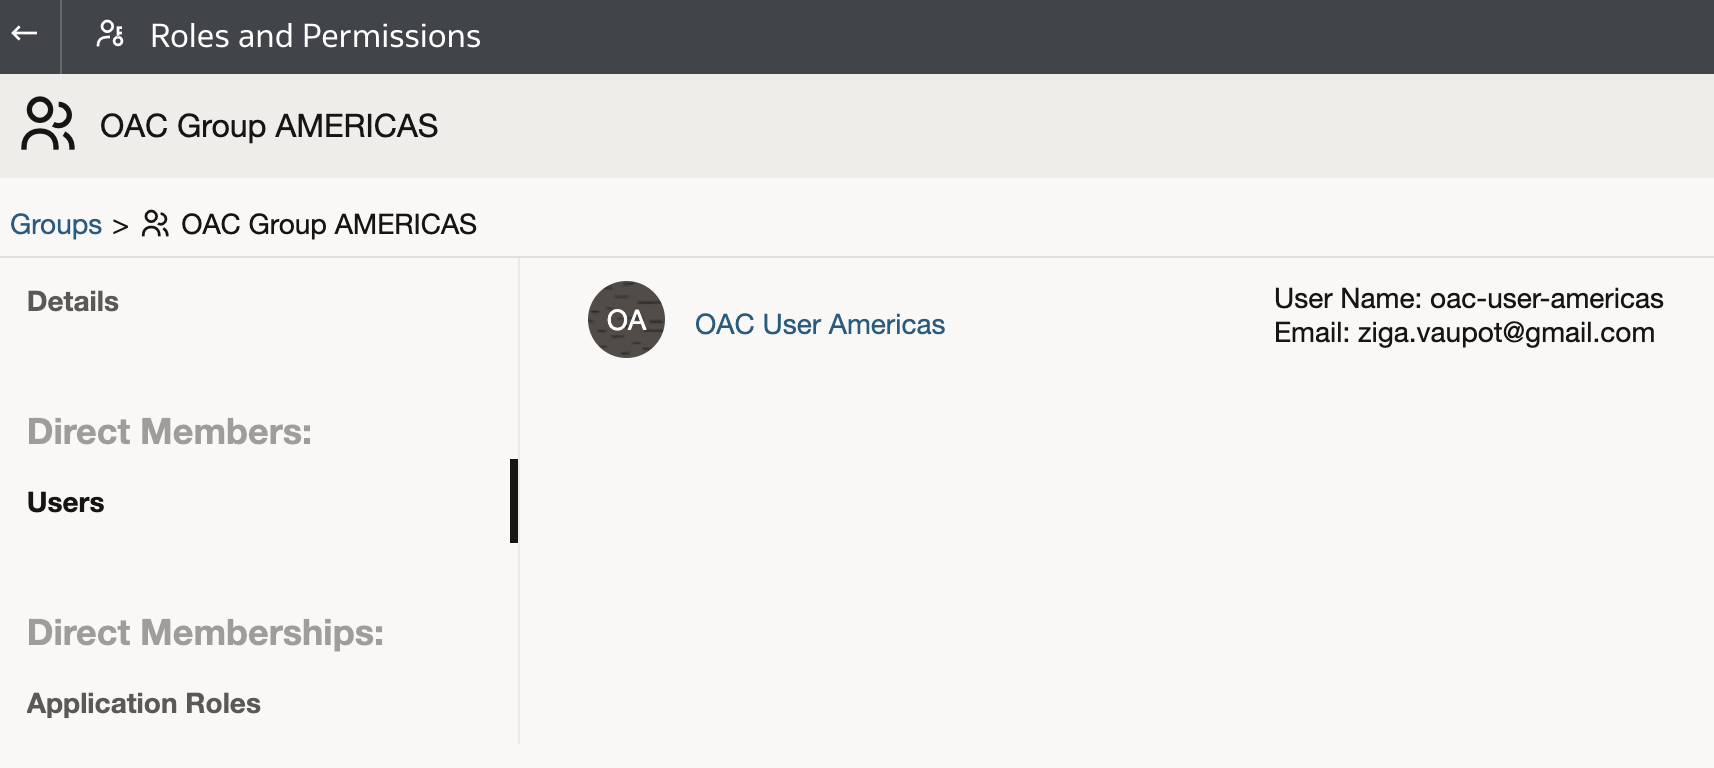 Roles and Permissions
OAC Group AMERICAS
Groups > OAC Group AMERICAS
Details
Direct Members:
Users
Direct Memberships:
Application Roles
OA
OAC User Americas
User Name: oac-user-americas
Email: ziga.vaupot@gmail.com